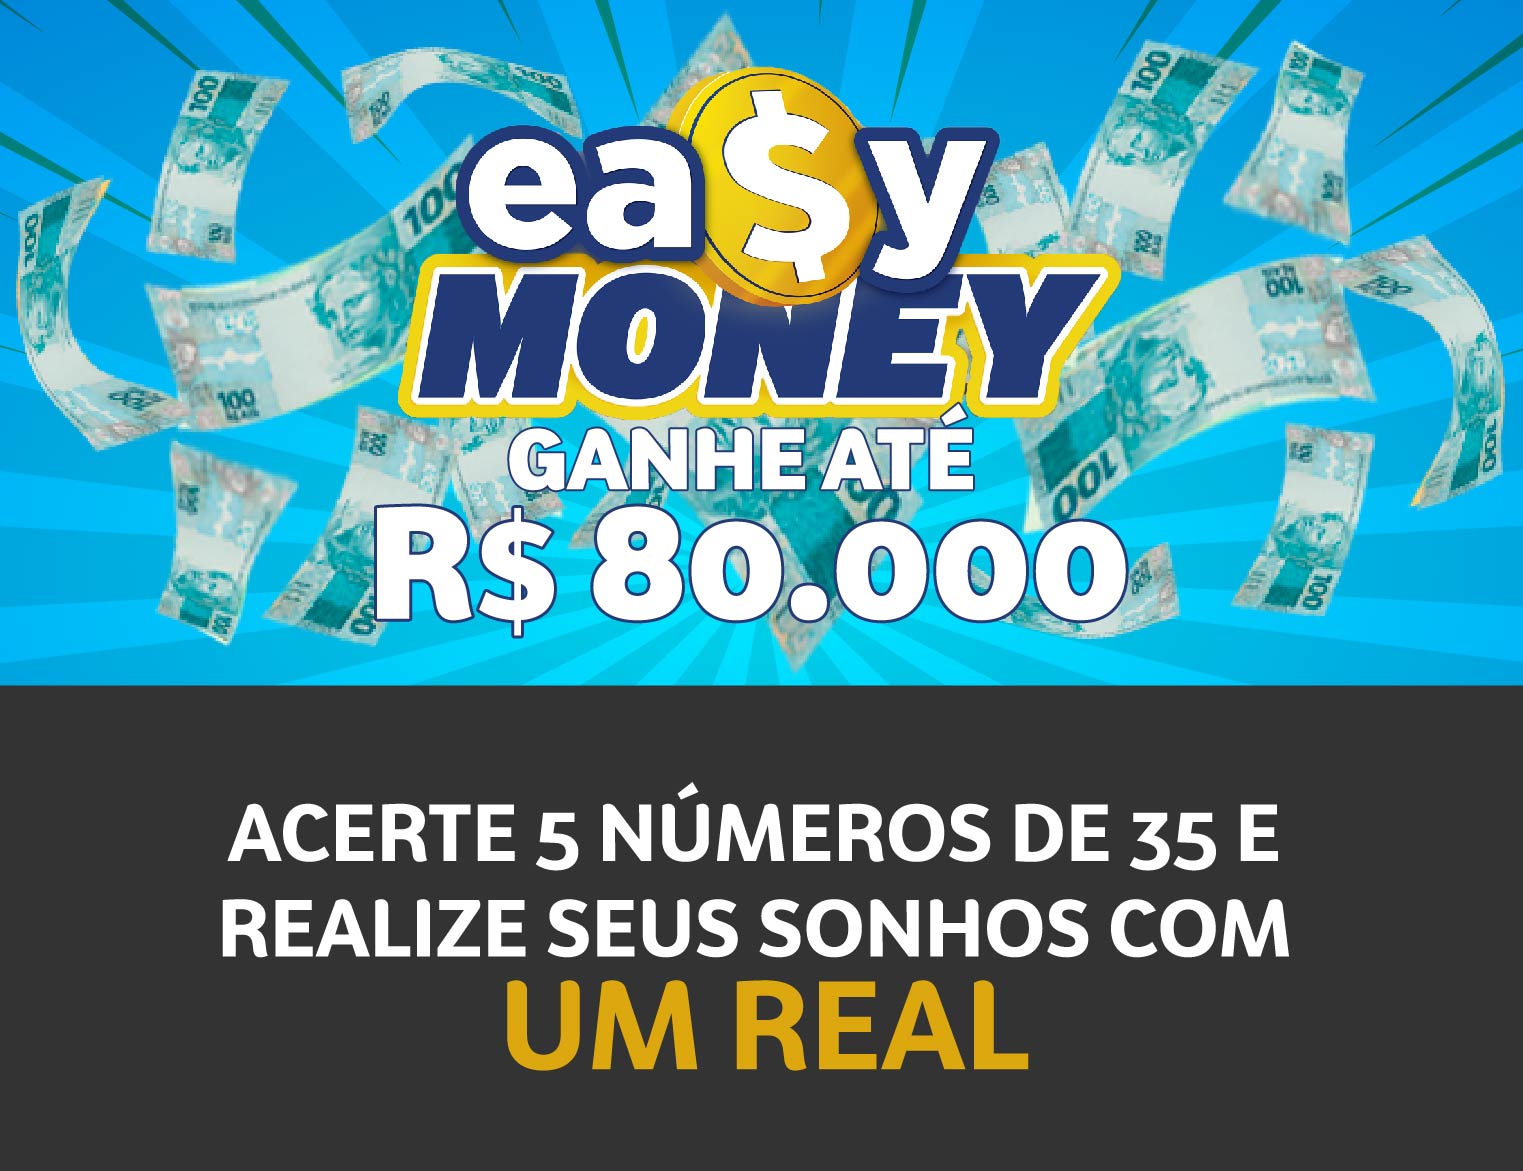 ea$y
MONEY
GANHE ATÉ
R$ 80.000
ACERTE 5 NÚMEROS DE 35 E
REALIZE SEUS SONHOS COM
UM REAL